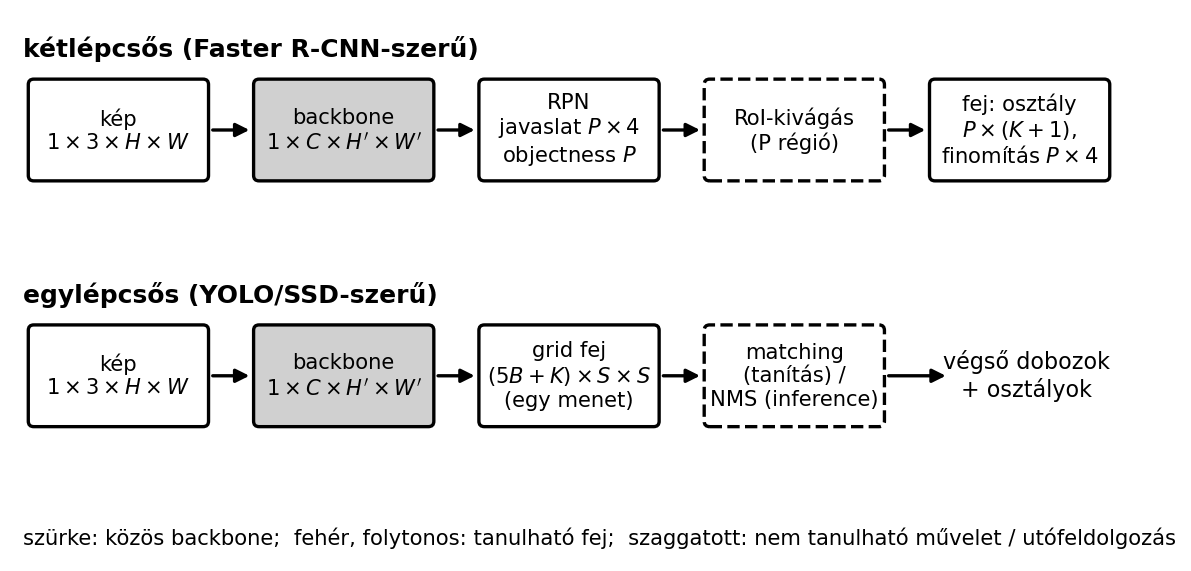 kétlépcsős (Faster R-CNN-szerű)
kép
1 × 3 × H × W
backbone
1 × C × H′ × W′
RPN
javaslat P × 4
objectness P
RoI-kivágás
(P régió)
fej: osztály
P × (K + 1),
finomítás P × 4
egylépcsős (YOLO/SSD-szerű)
kép
1 × 3 × H × W
backbone
1 × C × H′ × W′
grid fej
(5B + K) × S × S
(egy menet)
matching
(tanítás) /
NMS (inference)
végső dobozok
+ osztályok
szürke: közös backbone;  fehér, folytonos: tanulható fej;  szaggatott: nem tanulható művelet / utófeldolgozás